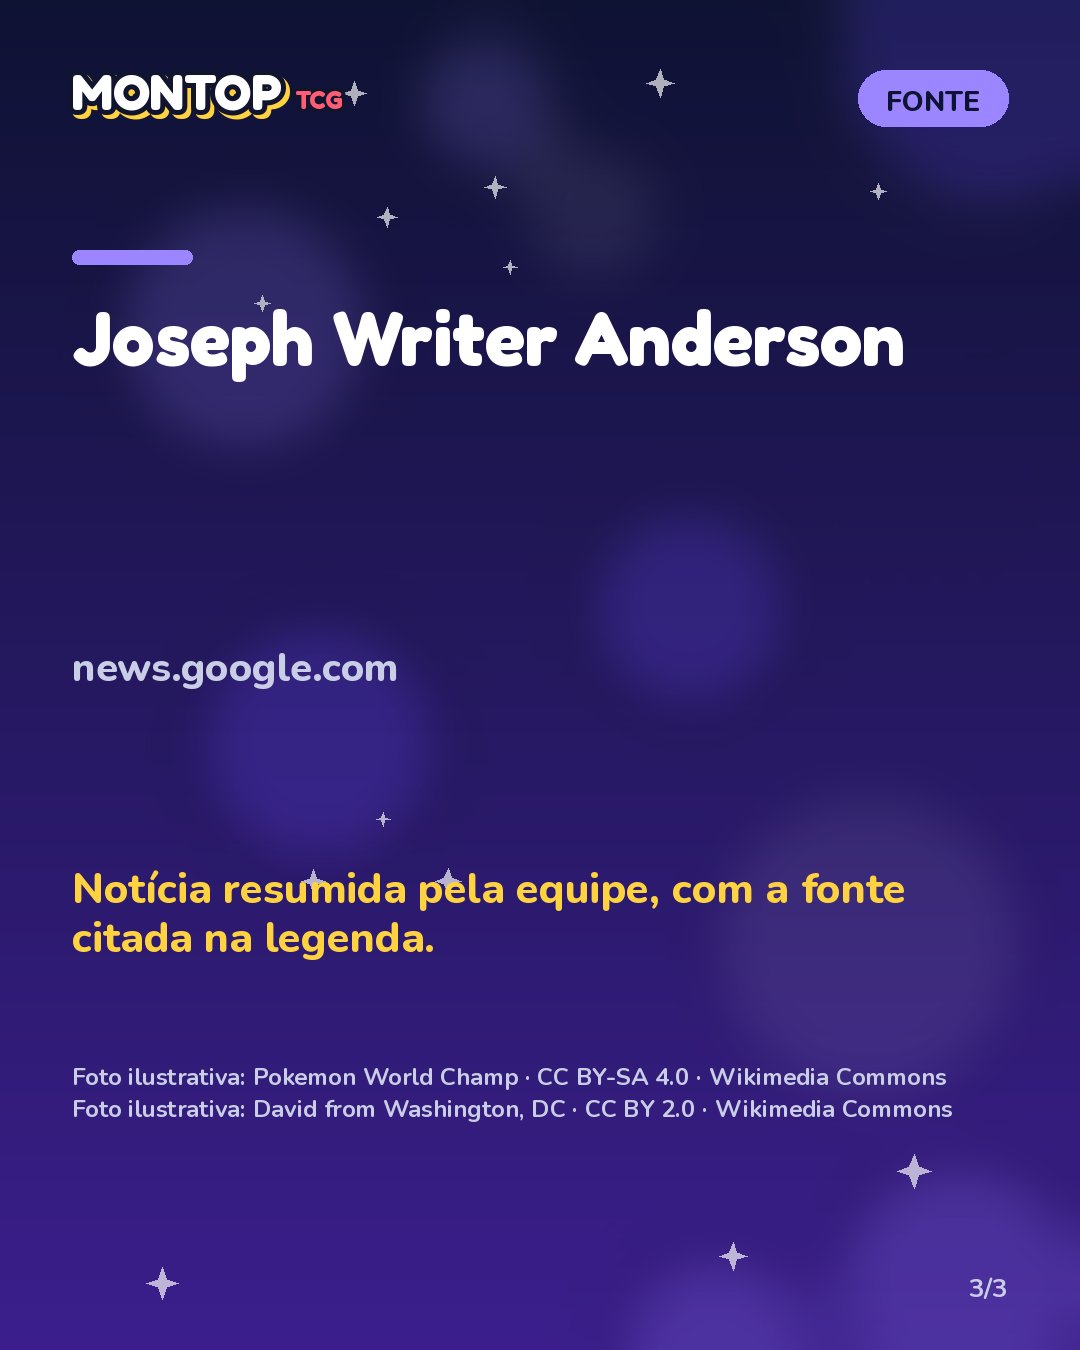 MONTOP TCG
FONTE
Joseph Writer Anderson
news.google.com
Notícia resumida pela equipe, com a fonte
citada na legenda.
Foto ilustrativa: Pokemon World Champ · CC BY-SA 4.0 · Wikimedia Commons
Foto ilustrativa: David from Washington, DC · CC BY 2.0 · Wikimedia Commons
3/3